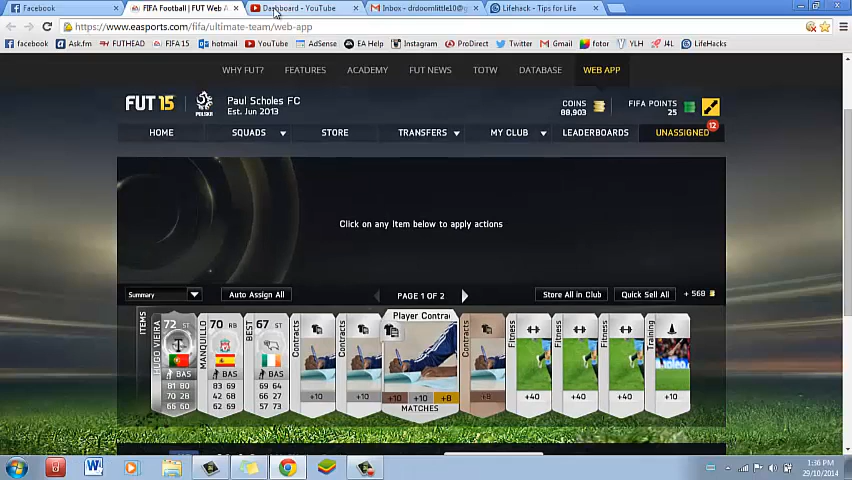 Facebook
FIFA Football | FUT Web A
Dashboard - YouTube
Inbox - drdoomlittle10@g
Lifehack - Tips for Life
https://www.easports.com/fifa/ultimate-team/web-app
Facebook Ask.fm FUTHEAD FIFA 15 YouTube AdSense EA Help Instagram ProDirect Twitter Gmail fotor YLH J4L LifeHacks
WHY FUT? FEATURES ACADEMY FUT NEWS TOTW DATABASE WEB APP
FUT 15
POLSKA
Paul Scholes FC
Est. Jun 2013
COINS
88,903
FIFA POINTS
25
HOME SQUADS STORE TRANSFERS MY CLUB LEADERBOARDS UNASSIGNED 12
Click on any Item below to apply actions
Summary
Auto Assign All
PAGE 1 OF 2
Store All in Club
Quick Sell All
+ 568
ITEMS
HUGO VIEIRA
72 ST
BAS
81 80
70 28
66 60
MANQUILLO
70 RB
BAS
83 69
42 68
62 69
BEST
67 ST
BAS
69 64
66 27
57 73
Contracts
+10
Contracts
+10
Player Contrac
+10 +10 +8
MATCHES
Contracts
+8
Fitness
+40
Fitness
+40
Fitness
+40
Training
+10
1:36 PM
29/10/2014